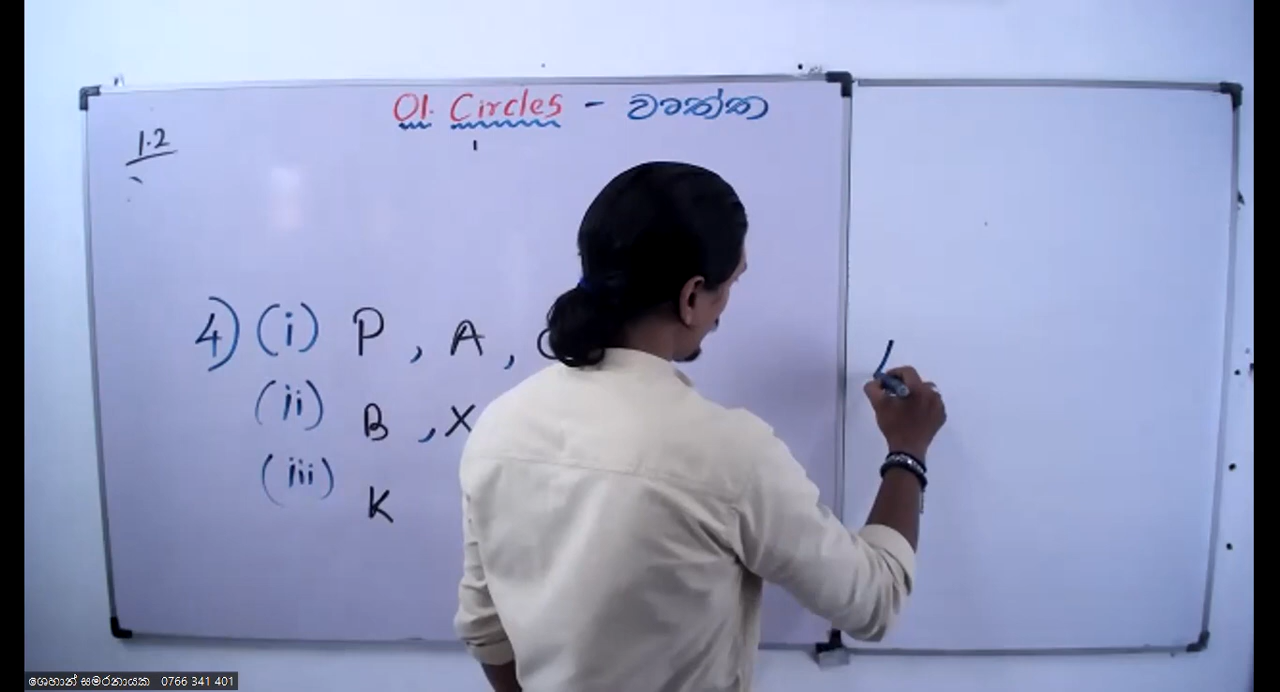 01. Circles - වෘත්ත
1.2
4) (i) P , A ,
(ii) B , X
(iii) K
ශෙහාන් සමරනායක 0766 341 401